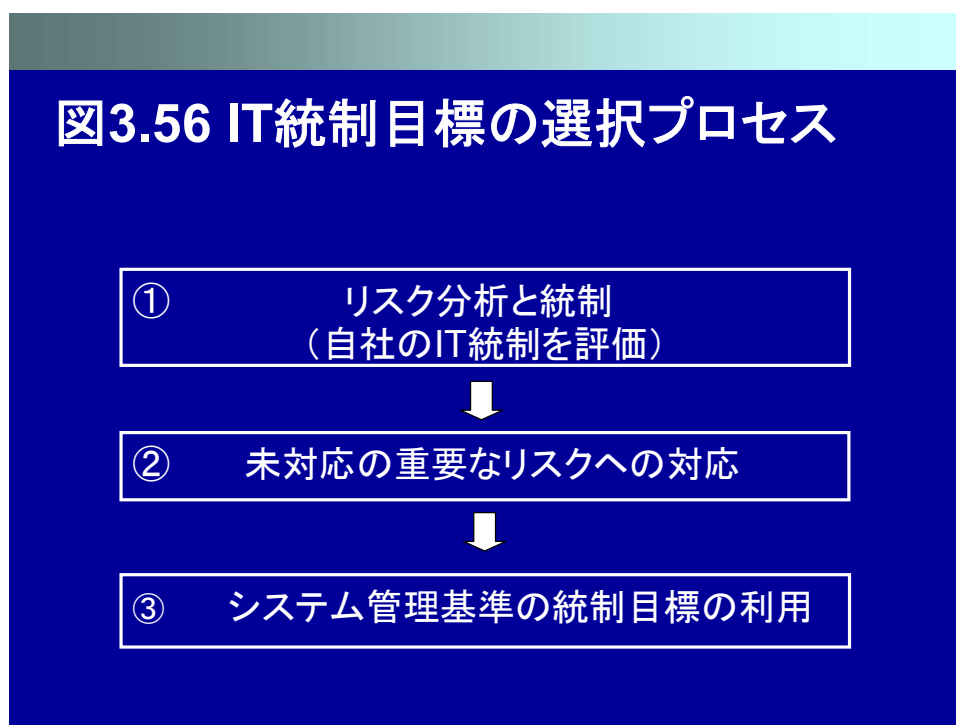 図3.56 IT統制目標の選択プロセス
① リスク分析と統制
（自社のIT統制を評価）
② 未対応の重要なリスクへの対応
③ システム管理基準の統制目標の利用